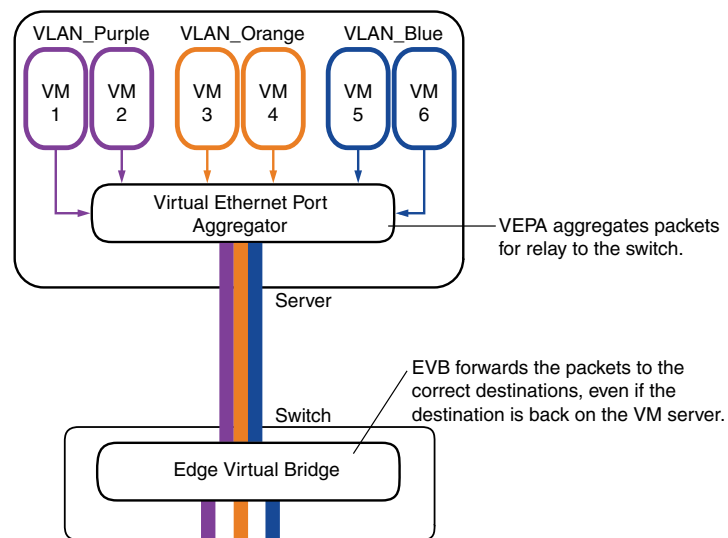 VLAN_Purple VLAN_Orange VLAN_Blue
VM VM VM VM VM VM
1 2 3 4 5 6
Virtual Ethernet Port
Aggregator
VEPA aggregates packets
for relay to the switch.
Server
EVB forwards the packets to the
correct destinations, even if the
destination is back on the VM server.
Switch
Edge Virtual Bridge